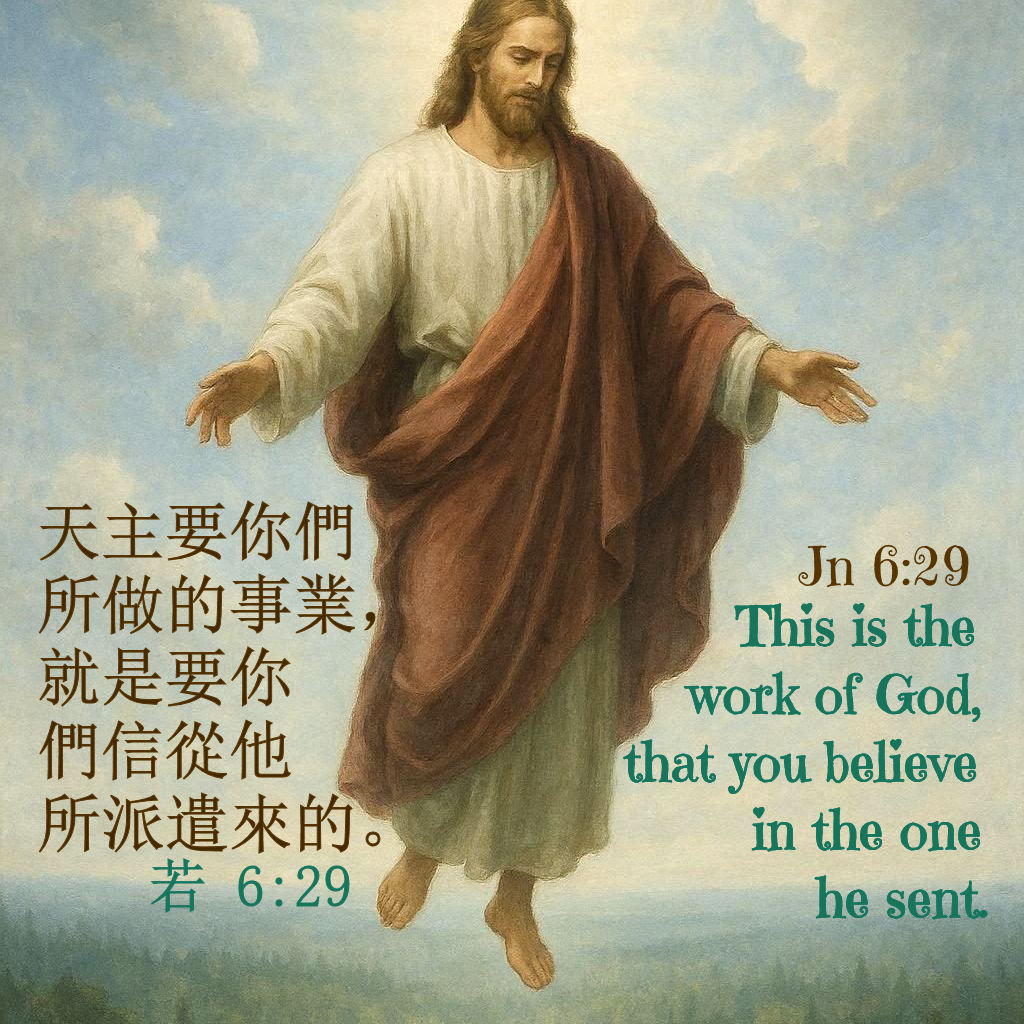 天主要你們
所做的事業，
就是要你
們信從他
所派遣來的。
若 6:29
Jn 6:29
This is the
work of God,
that you believe
in the one
he sent.